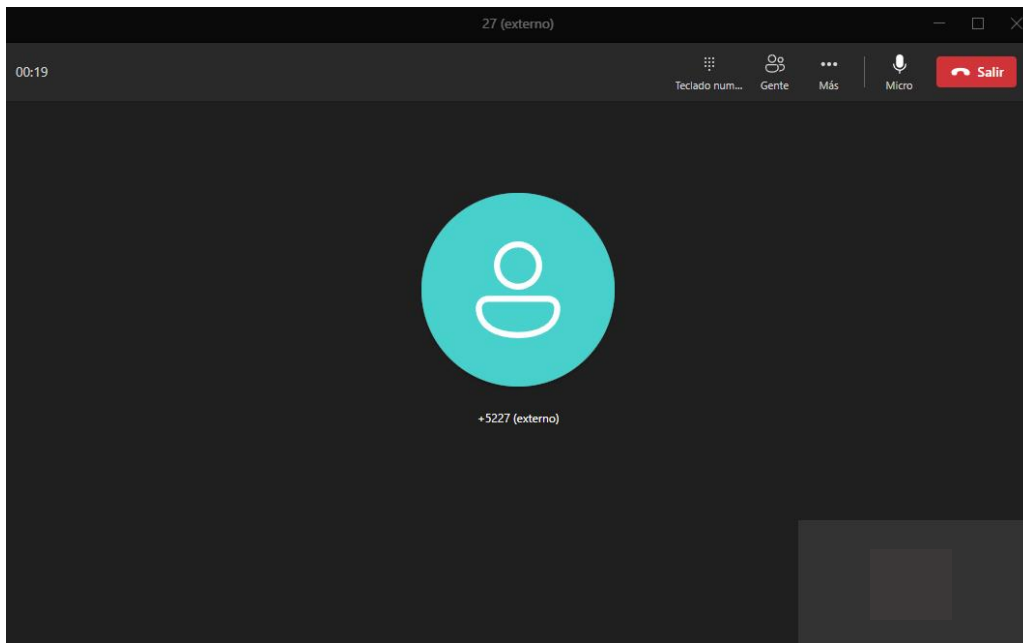 27 (externo)
00:19
Teclado num...
Gente
Más
Micro
Salir
+5227 (externo)